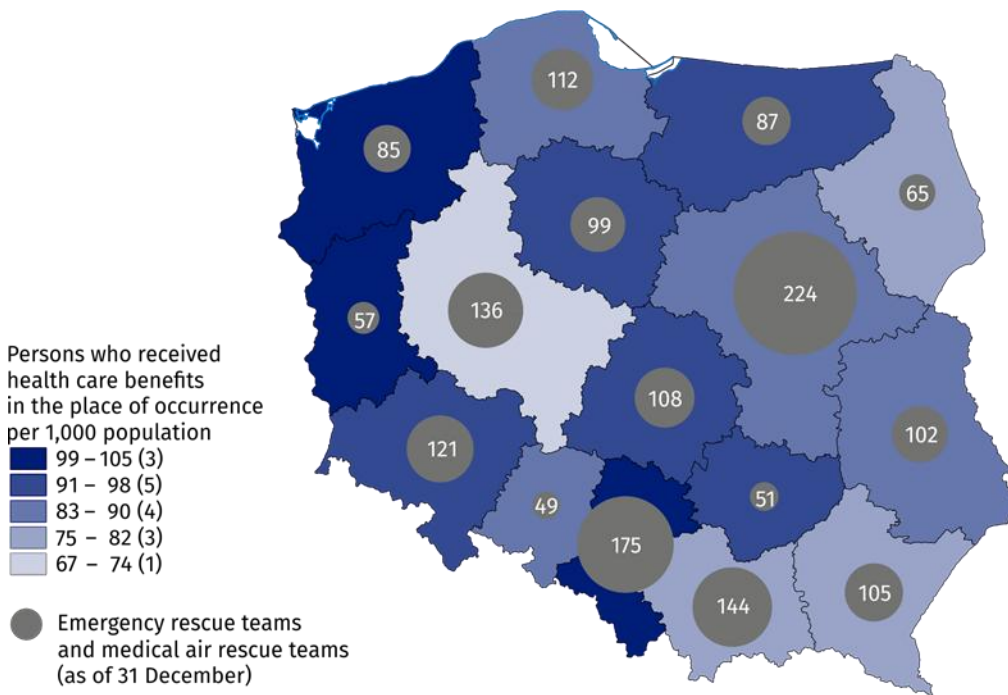 112
87
85
65
99
224
136
57
Persons who received
health care benefits
in the place of occurrence
per 1,000 population
99 – 105 (3)
91 – 98 (5)
83 – 90 (4)
75 – 82 (3)
67 – 74 (1)
108
102
121
51
49
175
144
105
Emergency rescue teams
and medical air rescue teams
(as of 31 December)